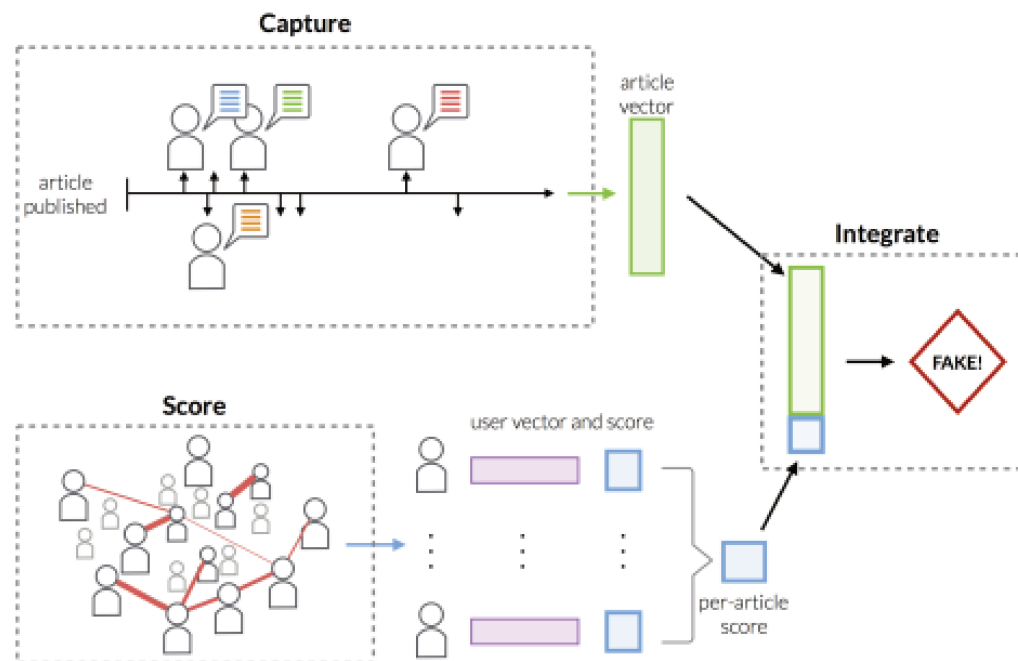 Capture
article
published
article
vector
Integrate
FAKE!
Score
user vector and score
per-article
score